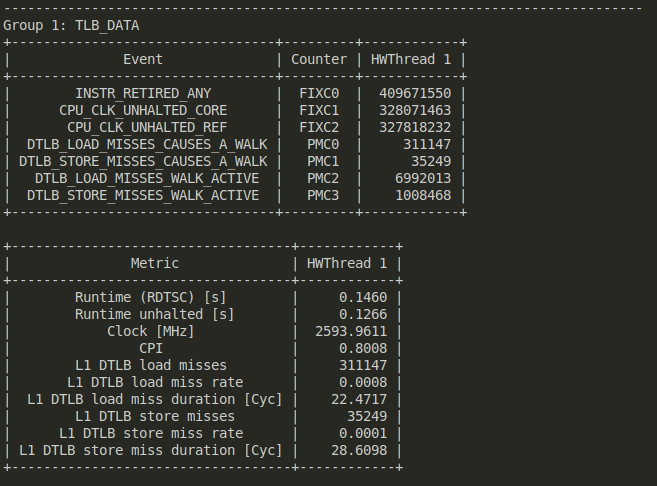 --------------------------------------------------------------------------------
Group 1: TLB_DATA
+---------------------------------+---------+------------+
| Event | Counter | HWThread 1 |
+---------------------------------+---------+------------+
| INSTR_RETIRED_ANY | FIXC0 | 409671550 |
| CPU_CLK_UNHALTED_CORE | FIXC1 | 328071463 |
| CPU_CLK_UNHALTED_REF | FIXC2 | 327818232 |
| DTLB_LOAD_MISSES_CAUSES_A_WALK | PMC0 | 311147 |
| DTLB_STORE_MISSES_CAUSES_A_WALK | PMC1 | 35249 |
| DTLB_LOAD_MISSES_WALK_ACTIVE | PMC2 | 6992013 |
| DTLB_STORE_MISSES_WALK_ACTIVE | PMC3 | 1008468 |
+---------------------------------+---------+------------+
+-----------------------------------+------------+
| Metric | HWThread 1 |
+-----------------------------------+------------+
| Runtime (RDTSC) [s] | 0.1460 |
| Runtime unhalted [s] | 0.1266 |
| Clock [MHz] | 2593.9611 |
| CPI | 0.8008 |
| L1 DTLB load misses | 311147 |
| L1 DTLB load miss rate | 0.0008 |
| L1 DTLB load miss duration [Cyc] | 22.4717 |
| L1 DTLB store misses | 35249 |
| L1 DTLB store miss rate | 0.0001 |
| L1 DTLB store miss duration [Cyc] | 28.6098 |
+-----------------------------------+------------+